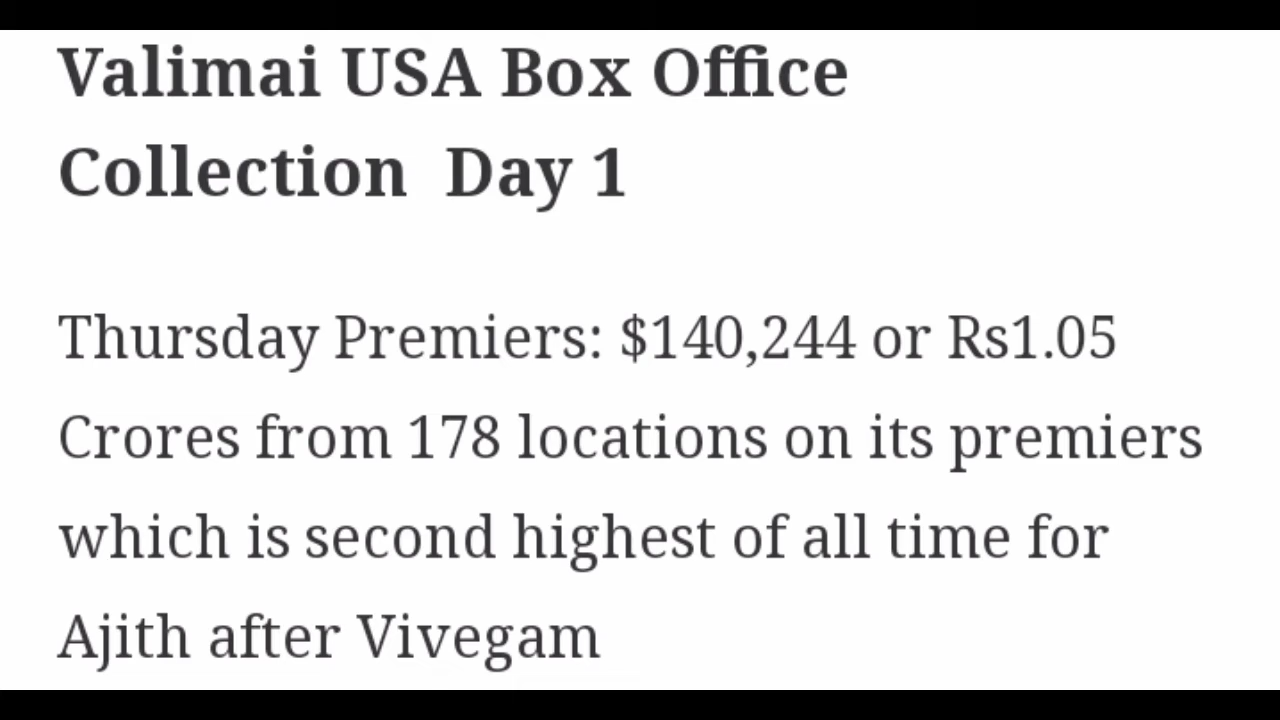 Valimai USA Box Office
Collection Day 1
Thursday Premiers: $140,244 or Rs1.05
Crores from 178 locations on its premiers
which is second highest of all time for
Ajith after Vivegam